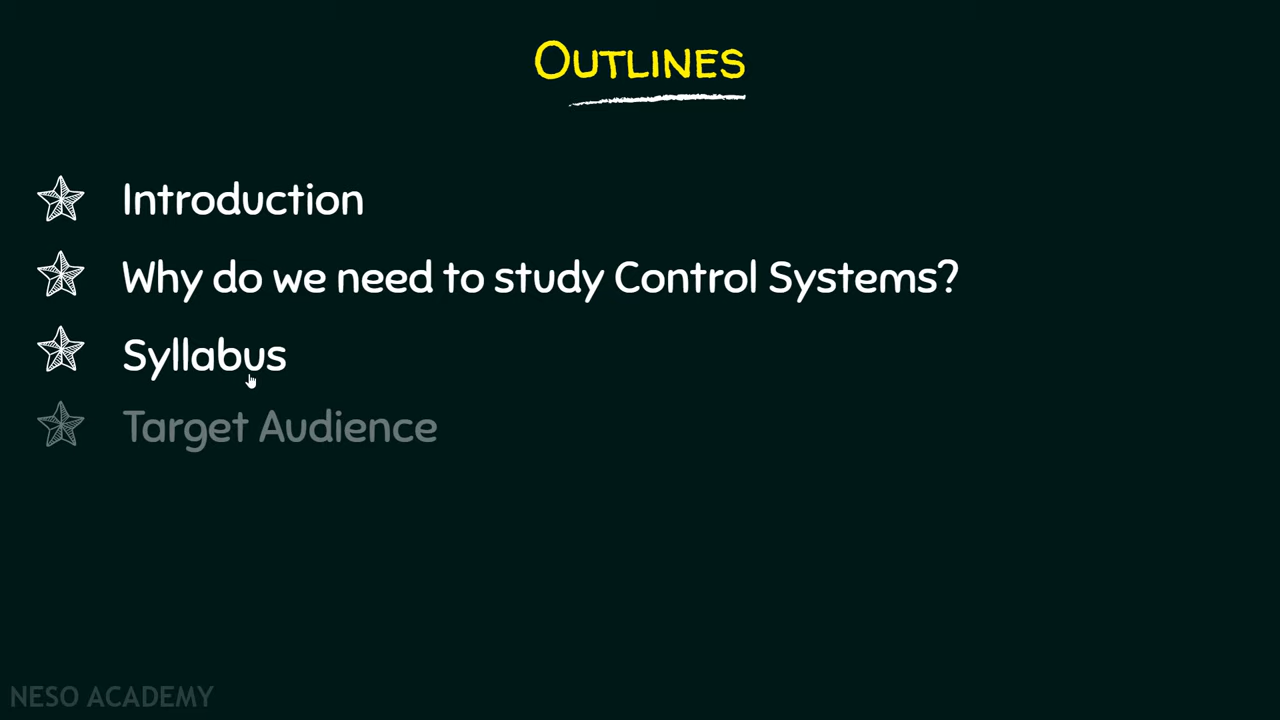 Outlines
Introduction
Why do we need to study Control Systems?
Syllabus
Target Audience
NESO ACADEMY